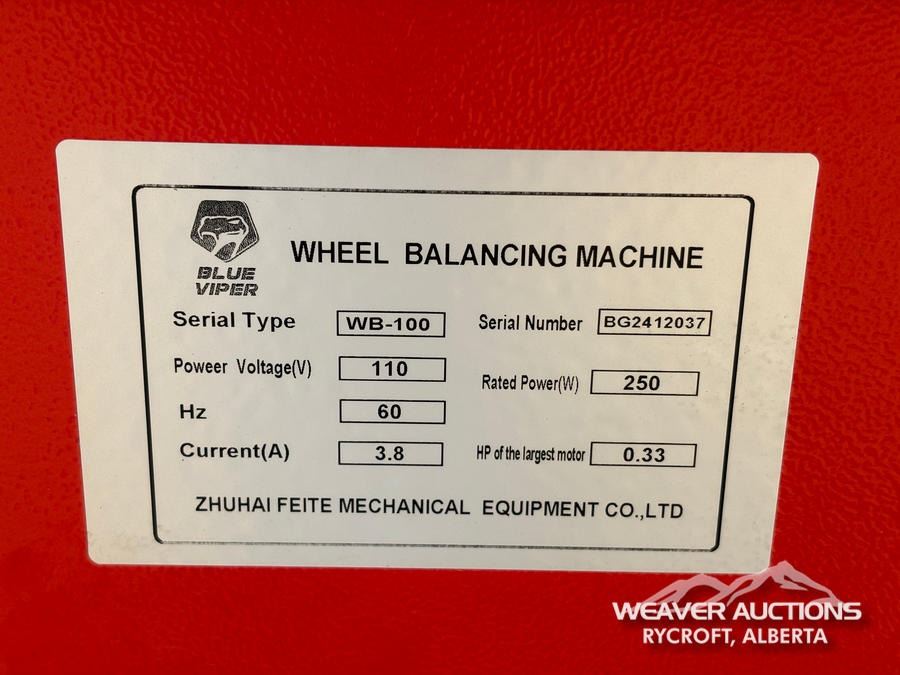 BLUE
VIPER
WHEEL BALANCING MACHINE
Serial Type WB-100 Serial Number BG2412037
Poweer Voltage(V) 110 Rated Power(W) 250
Hz 60
Current(A) 3.8 HP of the largest motor 0.33
ZHUHAI FEITE MECHANICAL EQUIPMENT CO.,LTD
WEAVER AUCTIONS
RYCROFT, ALBERTA